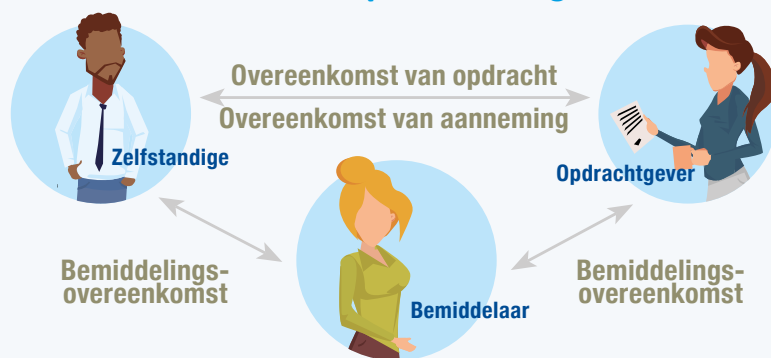 Overeenkomst van opdracht
Overeenkomst van aanneming
Zelfstandige
Opdrachtgever
Bemiddelings-
overeenkomst
Bemiddelings-
overeenkomst
Bemiddelaar